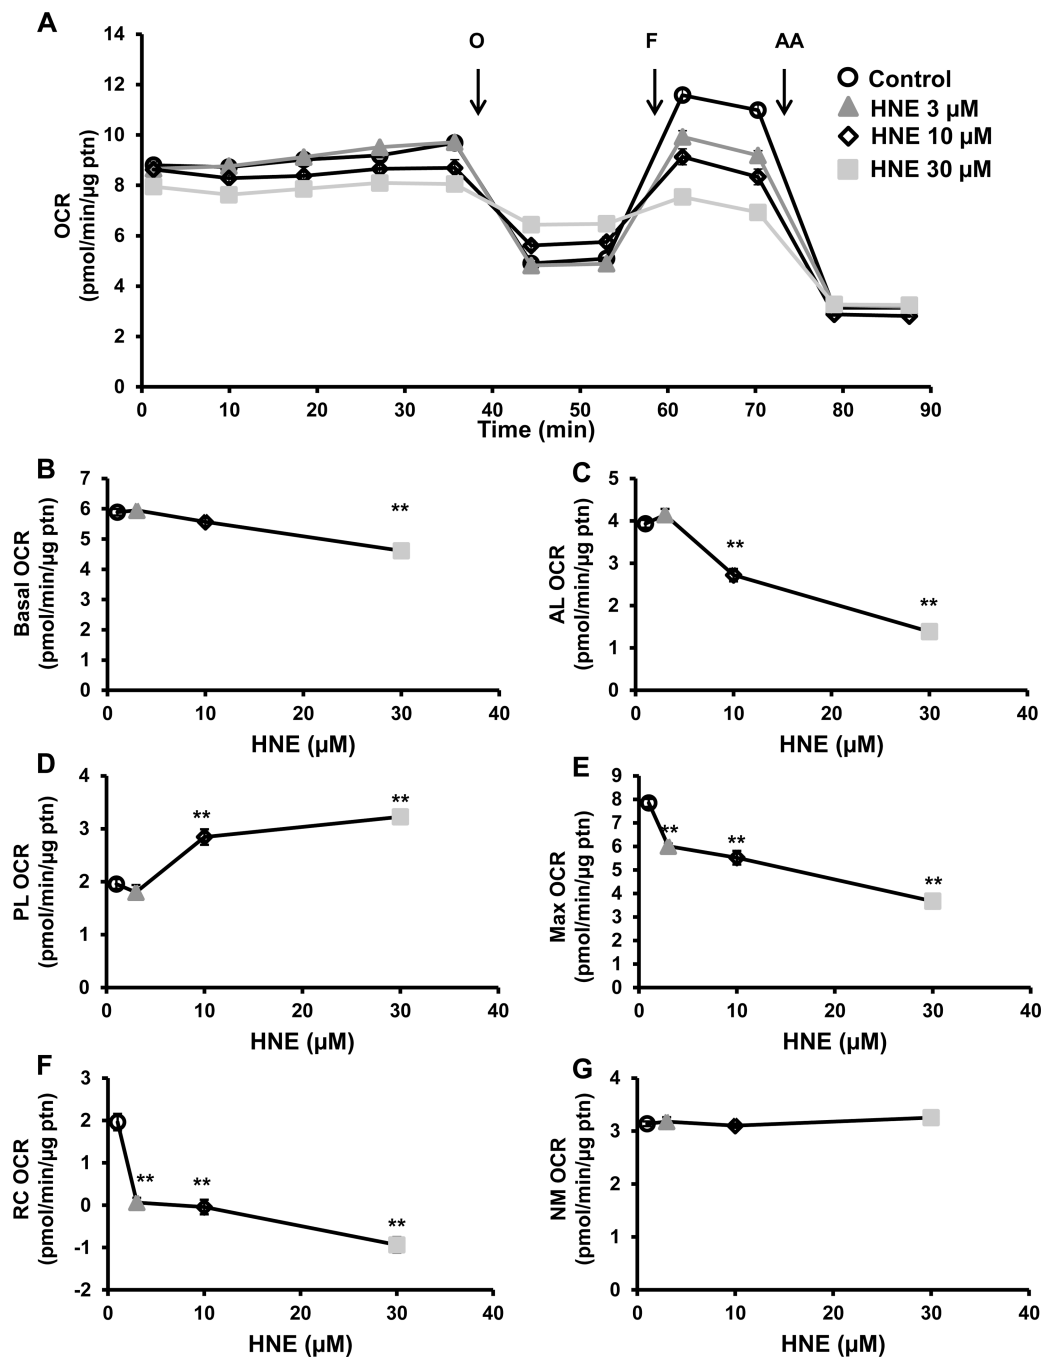 A
O
F
AA
Control
HNE 3 µM
HNE 10 µM
HNE 30 µM
OCR
(pmol/min/µg ptn)
14
12
10
8
6
4
2
0
0 10 20 30 40 50 60 70 80 90
Time (min)
B
Basal OCR
(pmol/min/µg ptn)
7
6
5
4
3
2
1
0
**
0 10 20 30 40
HNE (µM)
C
AL OCR
(pmol/min/µg ptn)
5
4
3
2
1
0
**
**
0 10 20 30 40
HNE (µM)
D
PL OCR
(pmol/min/µg ptn)
4
3
2
1
0
**
**
0 10 20 30 40
HNE (µM)
E
Max OCR
(pmol/min/µg ptn)
9
8
7
6
5
4
3
2
1
0
**
**
**
0 10 20 30 40
HNE (µM)
F
RC OCR
(pmol/min/µg ptn)
3
2
1
0
-1
-2
**
**
**
0 10 20 30 40
HNE (µM)
G
NM OCR
(pmol/min/µg ptn)
4
3
2
1
0
0 10 20 30 40
HNE (µM)